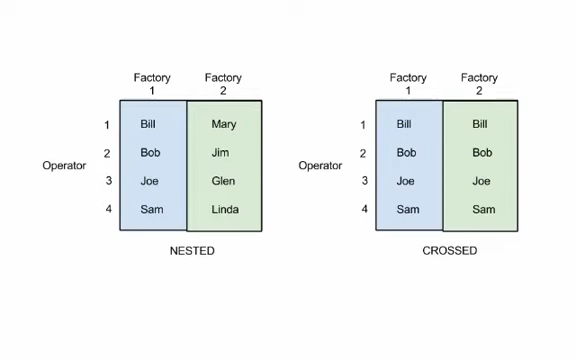 Factory Factory Factory Factory
1 2 1 2
1 Bill Mary 1 Bill Bill
2 Bob Jim 2 Bob Bob
Operator Operator
3 Joe Glen 3 Joe Joe
4 Sam Linda 4 Sam Sam
NESTED CROSSED